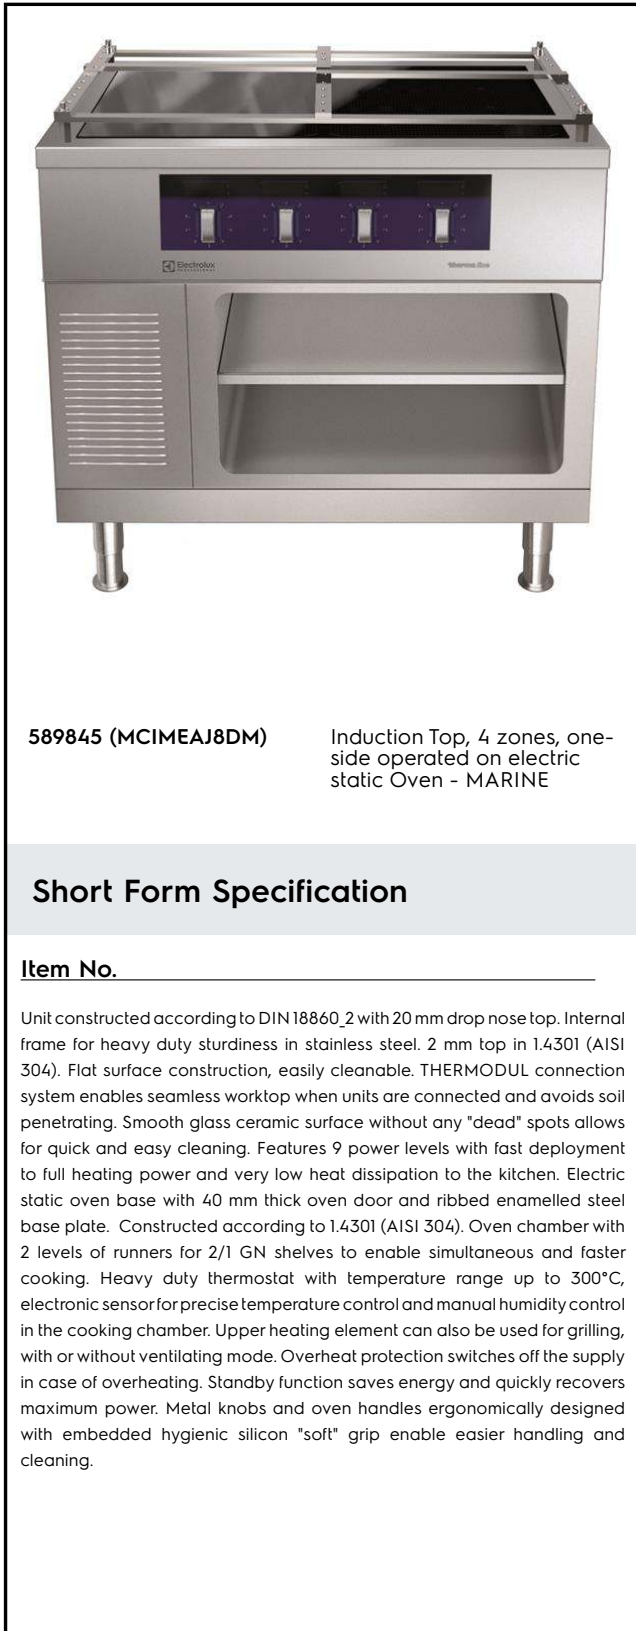 Electrolux
PROFESSIONAL
thermaline
589845 (MCIMEAJ8DM)
Induction Top, 4 zones, one-
side operated on electric
static Oven - MARINE
Short Form Specification
Item No.
Unit constructed according to DIN 18860_2 with 20 mm drop nose top. Internal
frame for heavy duty sturdiness in stainless steel. 2 mm top in 1.4301 (AISI
304). Flat surface construction, easily cleanable. THERMODUL connection
system enables seamless worktop when units are connected and avoids soil
penetrating. Smooth glass ceramic surface without any "dead" spots allows
for quick and easy cleaning. Features 9 power levels with fast deployment
to full heating power and very low heat dissipation to the kitchen. Electric
static oven base with 40 mm thick oven door and ribbed enamelled steel
base plate. Constructed according to 1.4301 (AISI 304). Oven chamber with
2 levels of runners for 2/1 GN shelves to enable simultaneous and faster
cooking. Heavy duty thermostat with temperature range up to 300°C,
electronic sensor for precise temperature control and manual humidity control
in the cooking chamber. Upper heating element can also be used for grilling,
with or without ventilating mode. Overheat protection switches off the supply
in case of overheating. Standby function saves energy and quickly recovers
maximum power. Metal knobs and oven handles ergonomically designed
with embedded hygienic silicon "soft" grip enable easier handling and
cleaning.